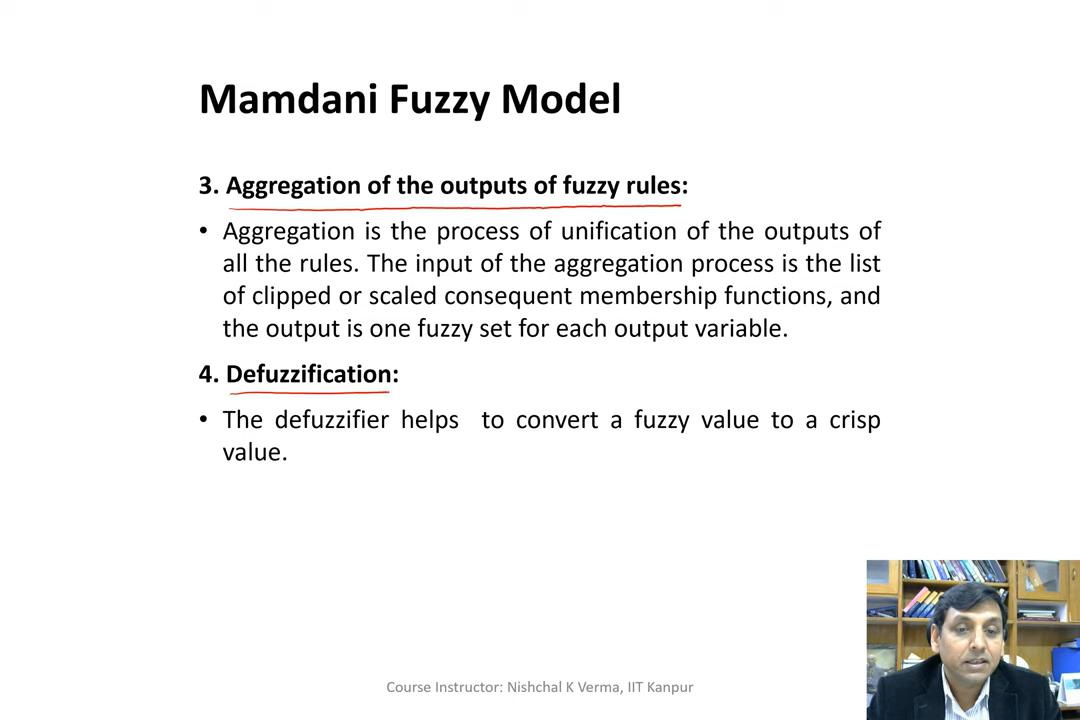 Mamdani Fuzzy Model
3. Aggregation of the outputs of fuzzy rules:
• Aggregation is the process of unification of the outputs of
all the rules. The input of the aggregation process is the list
of clipped or scaled consequent membership functions, and
the output is one fuzzy set for each output variable.
4. Defuzzification:
• The defuzzifier helps to convert a fuzzy value to a crisp
value.
Course Instructor: Nishchal K Verma, IIT Kanpur